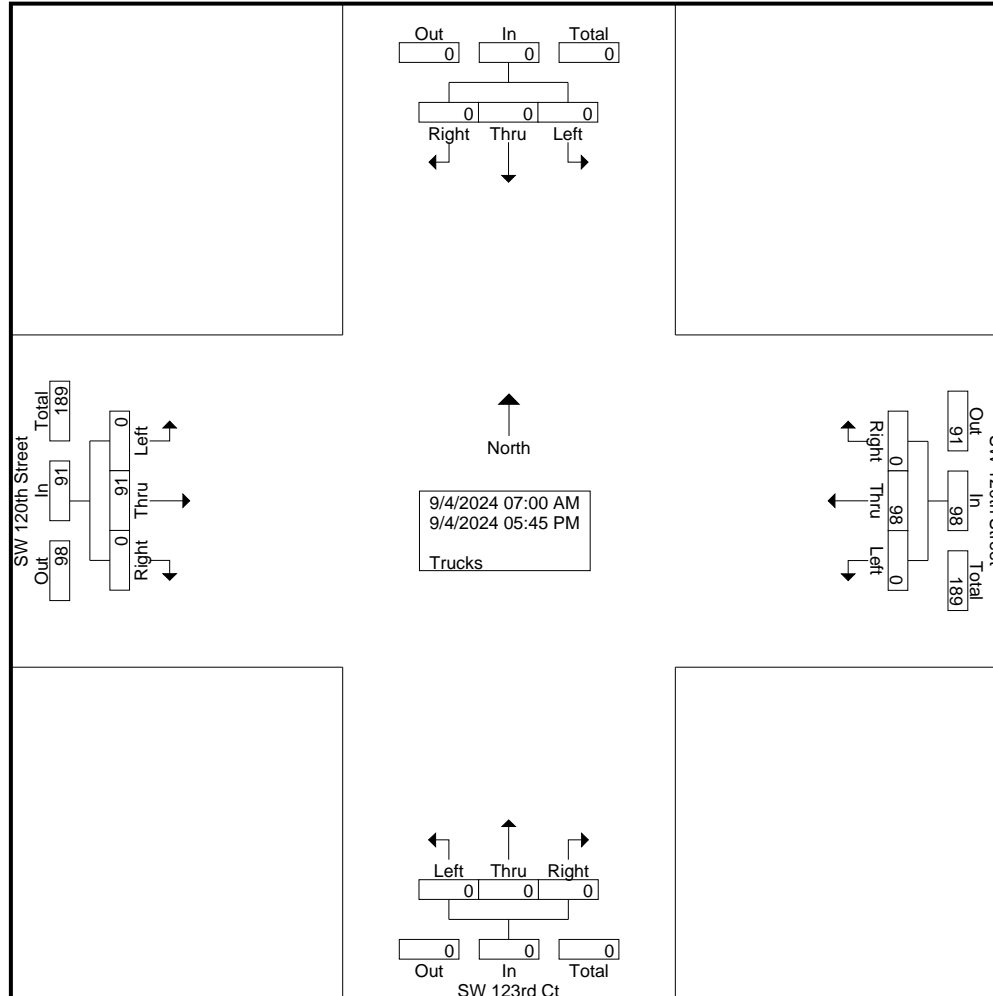 Out In Total
0 0 0
0 0 0
Right Thru Left
SW 120th Street
Total In Out
189 91 98
0 91 0
Left Thru Right
North
9/4/2024 07:00 AM
9/4/2024 05:45 PM
Trucks
Right Thru Left
0 98 0
Out In Total
91 98 189
Street
Left Thru Right
0 0 0
0 0 0
Out In Total
SW 123rd Ct